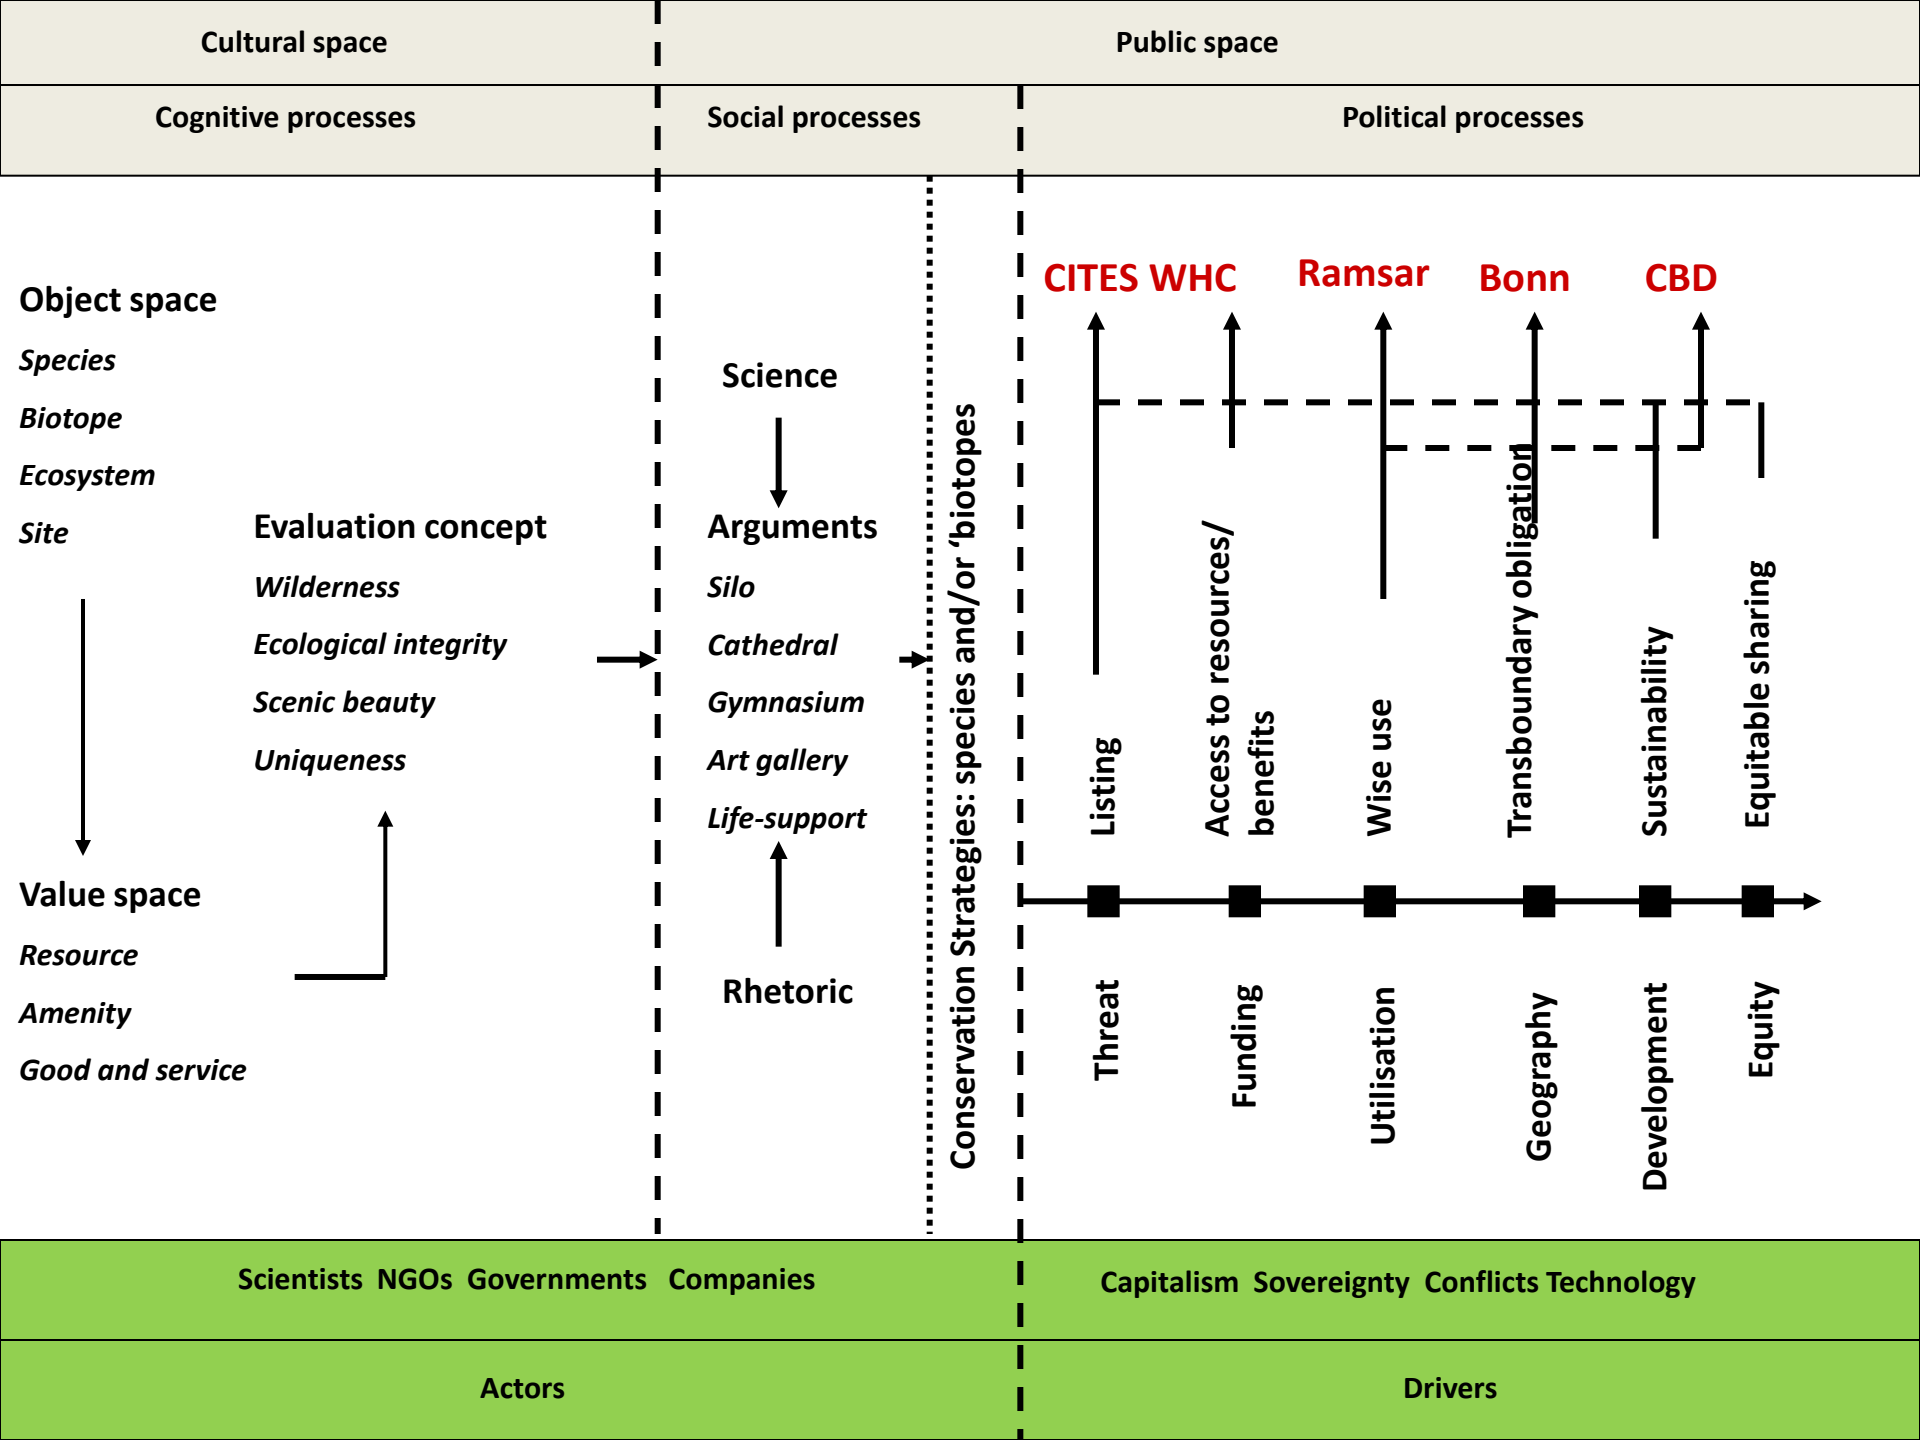 Cultural space
Public space
Cognitive processes
Social processes
Political processes
Object space
Species
Biotope
Ecosystem
Site
Evaluation concept
Wilderness
Ecological integrity
Scenic beauty
Uniqueness
Value space
Resource
Amenity
Good and service
Science
Arguments
Silo
Cathedral
Gymnasium
Art gallery
Life-support
Rhetoric
Conservation Strategies: species and/or ‘biotopes
CITES WHC
Ramsar
Bonn
CBD
Listing
Access to resources/
benefits
Wise use
Transboundary obligation
Sustainability
Equitable sharing
Threat
Funding
Utilisation
Geography
Development
Equity
Scientists NGOs Governments Companies
Capitalism Sovereignty Conflicts Technology
Actors
Drivers